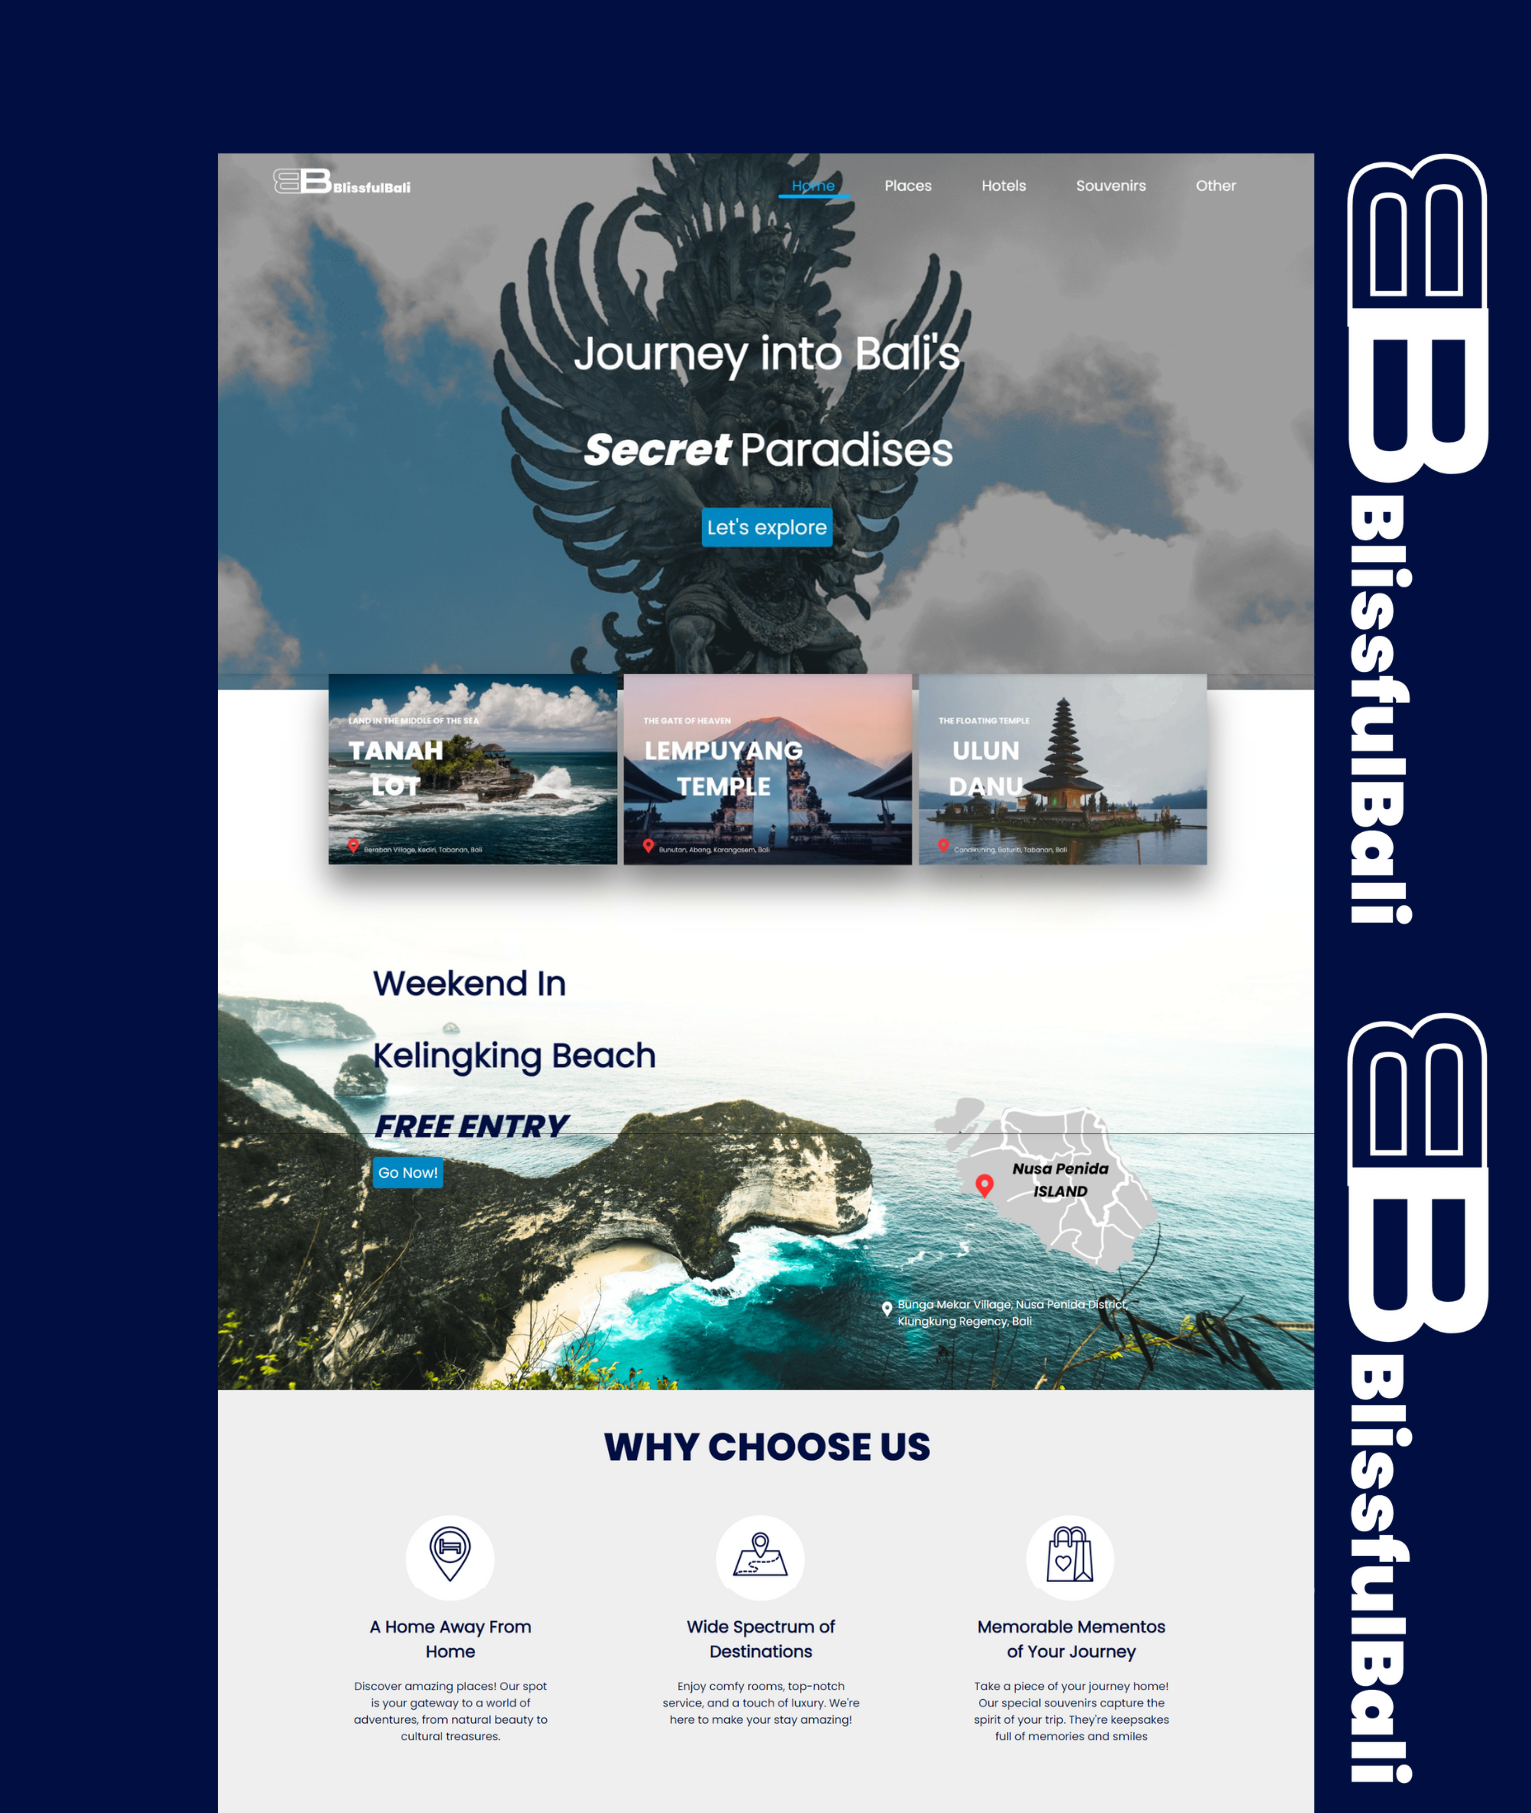 BlissfulBali
Home
Places
Hotels
Souvenirs
Other
Journey into Bali's
Secret Paradises
Let's explore
LAND IN THE MIDDLE OF THE SEA
TANAH
LOT
Beraban Village, Kediri, Tabanan, Bali
THE GATE OF HEAVEN
LEMPUYANG
TEMPLE
Bunutan, Abang, Karangasem, Bali
THE FLOATING TEMPLE
ULUN
DANU
Candikuning, Baturiti, Tabanan, Bali
Weekend In
Kelingking Beach
FREE ENTRY
Go Now!
Nusa Penida
ISLAND
Bunga Mekar Village, Nusa Penida District,
Klungkung Regency, Bali
WHY CHOOSE US
A Home Away From
Home
Discover amazing places! Our spot
is your gateway to a world of
adventures, from natural beauty to
cultural treasures.
Wide Spectrum of
Destinations
Enjoy comfy rooms, top-notch
service, and a touch of luxury. We're
here to make your stay amazing!
Memorable Mementos
of Your Journey
Take a piece of your journey home!
Our special souvenirs capture the
spirit of your trip. They're keepsakes
full of memories and smiles
B
BlissfulBali
B
BlissfulBali